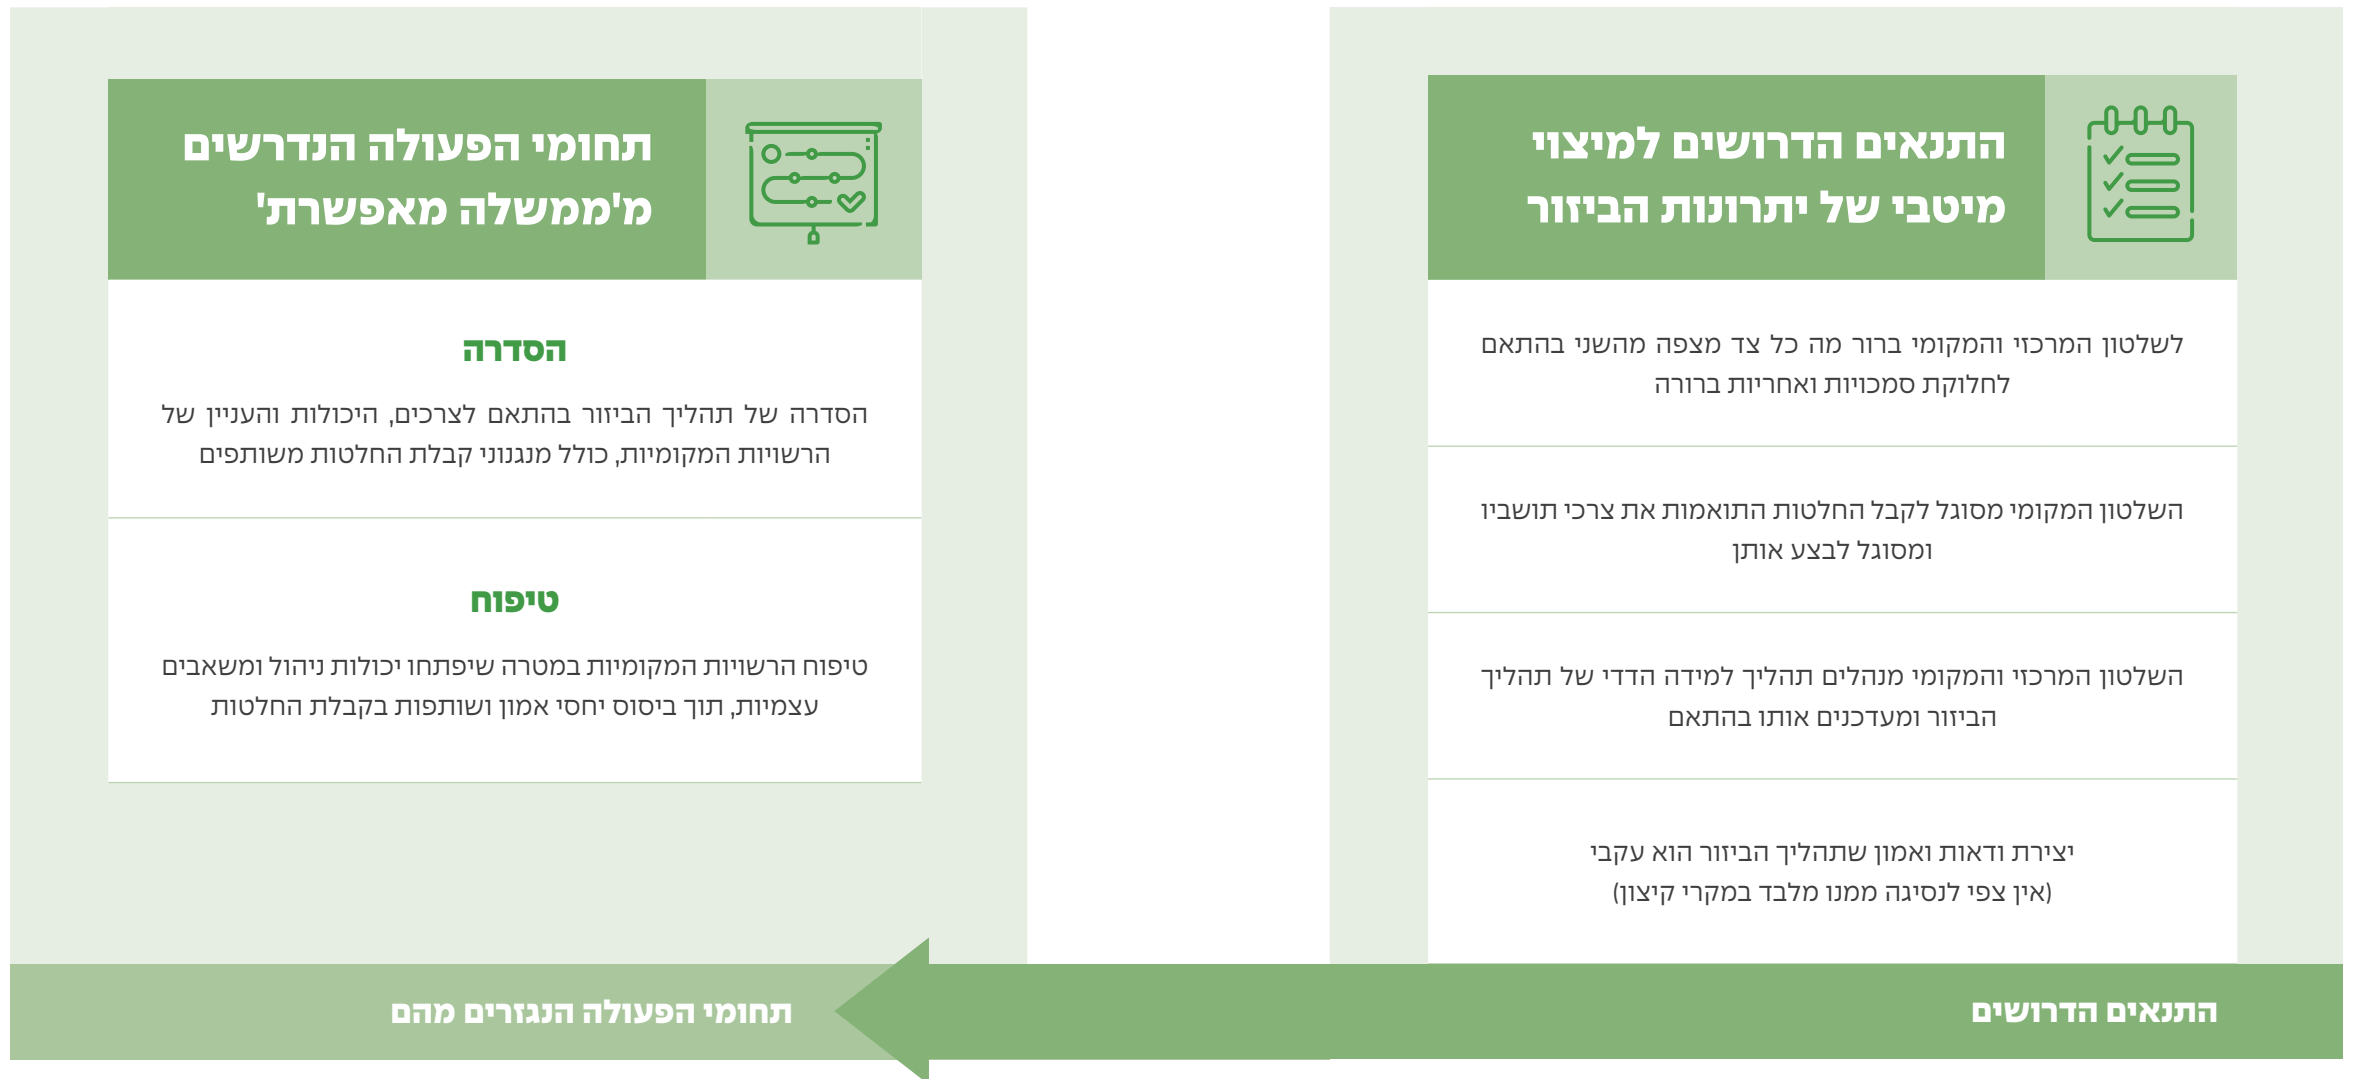 התנאים הדרושים למיצוי
מיטבי של יתרונות הביזור
לשלטון המרכזי והמקומי ברור מה כל צד מצפה מהשני בהתאם
לחלוקת סמכויות ואחריות ברורה
השלטון המקומי מסוגל לקבל החלטות התואמות את צרכי תושביו
ומסוגל לבצע אותן
השלטון המרכזי והמקומי מנהלים תהליך למידה הדדי של תהליך
הביזור ומעדכנים אותו בהתאם
יצירת ודאות ואמון שתהליך הביזור הוא עקבי
(אין צפי לנסיגה ממנו מלבד במקרי קיצון)
התנאים הדרושים
תחומי הפעולה הנדרשים
מ'ממשלה מאפשרת'
הסדרה
הסדרה של תהליך הביזור בהתאם לצרכים, היכולות והעניין של
הרשויות המקומיות, כולל מנגנוני קבלת החלטות משותפים
טיפוח
טיפוח הרשויות המקומיות במטרה שיפתחו יכולות ניהול ומשאבים
עצמיות, תוך ביסוס יחסי אמון ושותפות בקבלת החלטות
תחומי הפעולה הנגזרים מהם